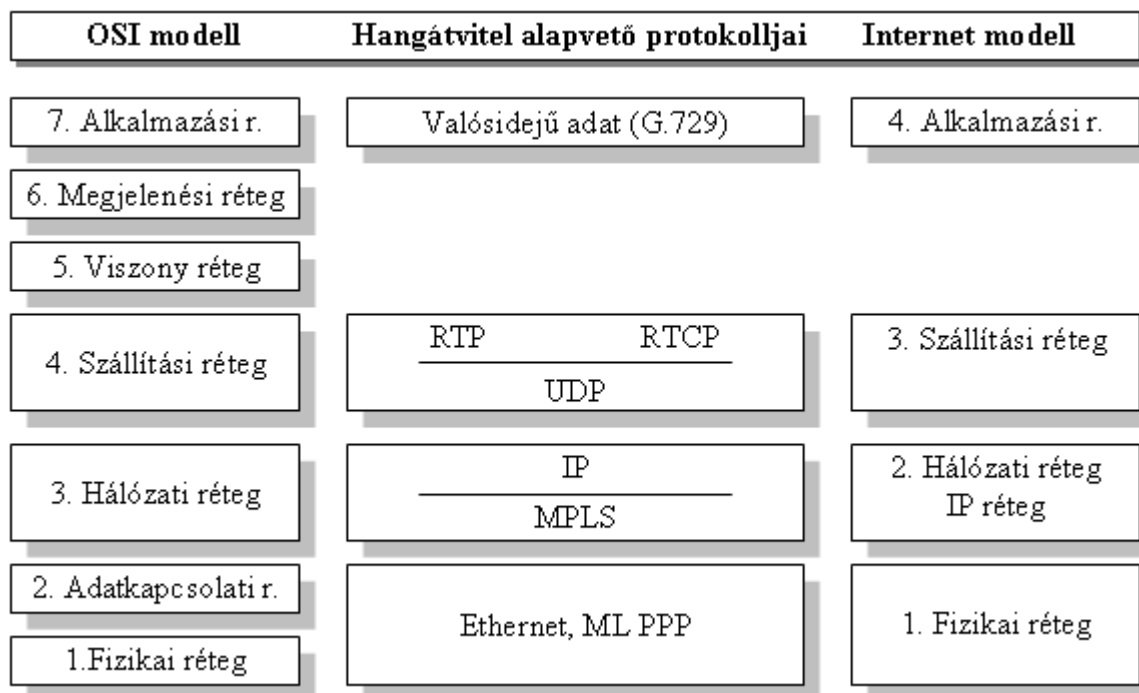 OSI modell Hangátvitel alapvető protokolljai Internet modell
7. Alkalmazási r. Valósidejű adat (G.729) 4. Alkalmazási r.
6. Megjelenési réteg
5. Viszony réteg
4. Szállítási réteg
RTP RTCP
UDP
3. Szállítási réteg
3. Hálózati réteg
IP
MPLS
2. Hálózati réteg
IP réteg
2. Adatkapcsolati r.
1.Fizikai réteg
Ethernet, ML PPP
1. Fizikai réteg